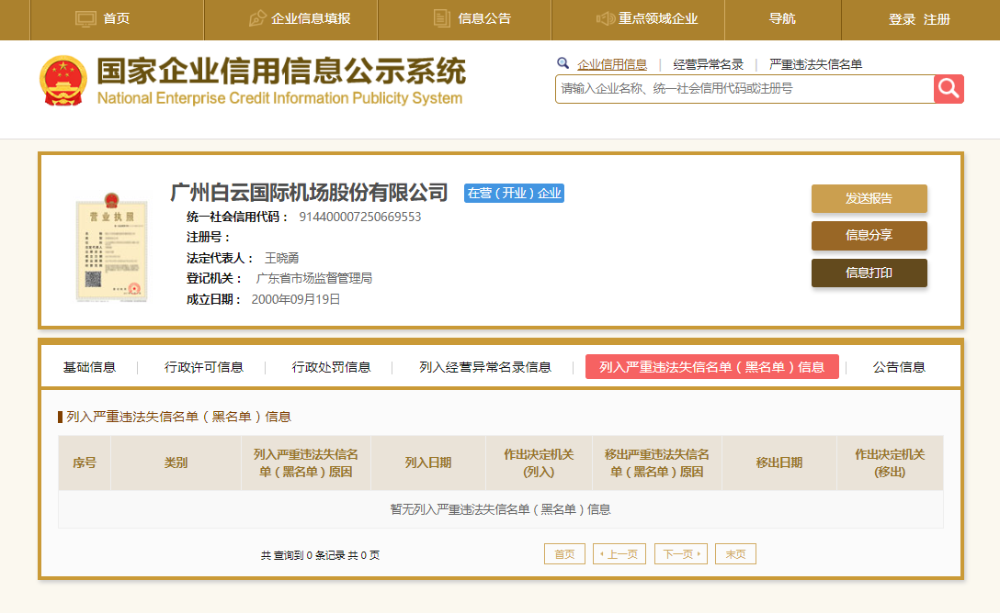 首页 企业信息填报 信息公告 重点领域企业 导航 登录 注册
国家企业信用信息公示系统
National Enterprise Credit Information Publicity System
企业信用信息 | 经营异常名录 | 严重违法失信名单
请输入企业名称、统一社会信用代码或注册号
营业执照
广州白云国际机场股份有限公司 在营（开业）企业
统一社会信用代码： 914400007250669553
注册号：
法定代表人： 王晓勇
登记机关： 广东省市场监督管理局
成立日期： 2000年09月19日
发送报告
信息分享
信息打印
基础信息 | 行政许可信息 | 行政处罚信息 | 列入经营异常名录信息 | 列入严重违法失信名单（黑名单）信息 | 公告信息
列入严重违法失信名单（黑名单）信息
序号 类别 列入严重违法失信名单（黑名单）原因 列入日期 作出决定机关(列入) 移出严重违法失信名单（黑名单）原因 移出日期 作出决定机关(移出)
暂无列入严重违法失信名单（黑名单）信息
共 查询到 0 条记录 共 0 页 首页 上一页 下一页 末页